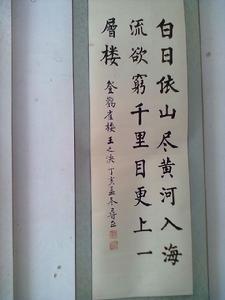 白日依山尽黄河入海
流欲穷千里目更上一
层楼
登鹳雀楼王之涣丁亥孟冬